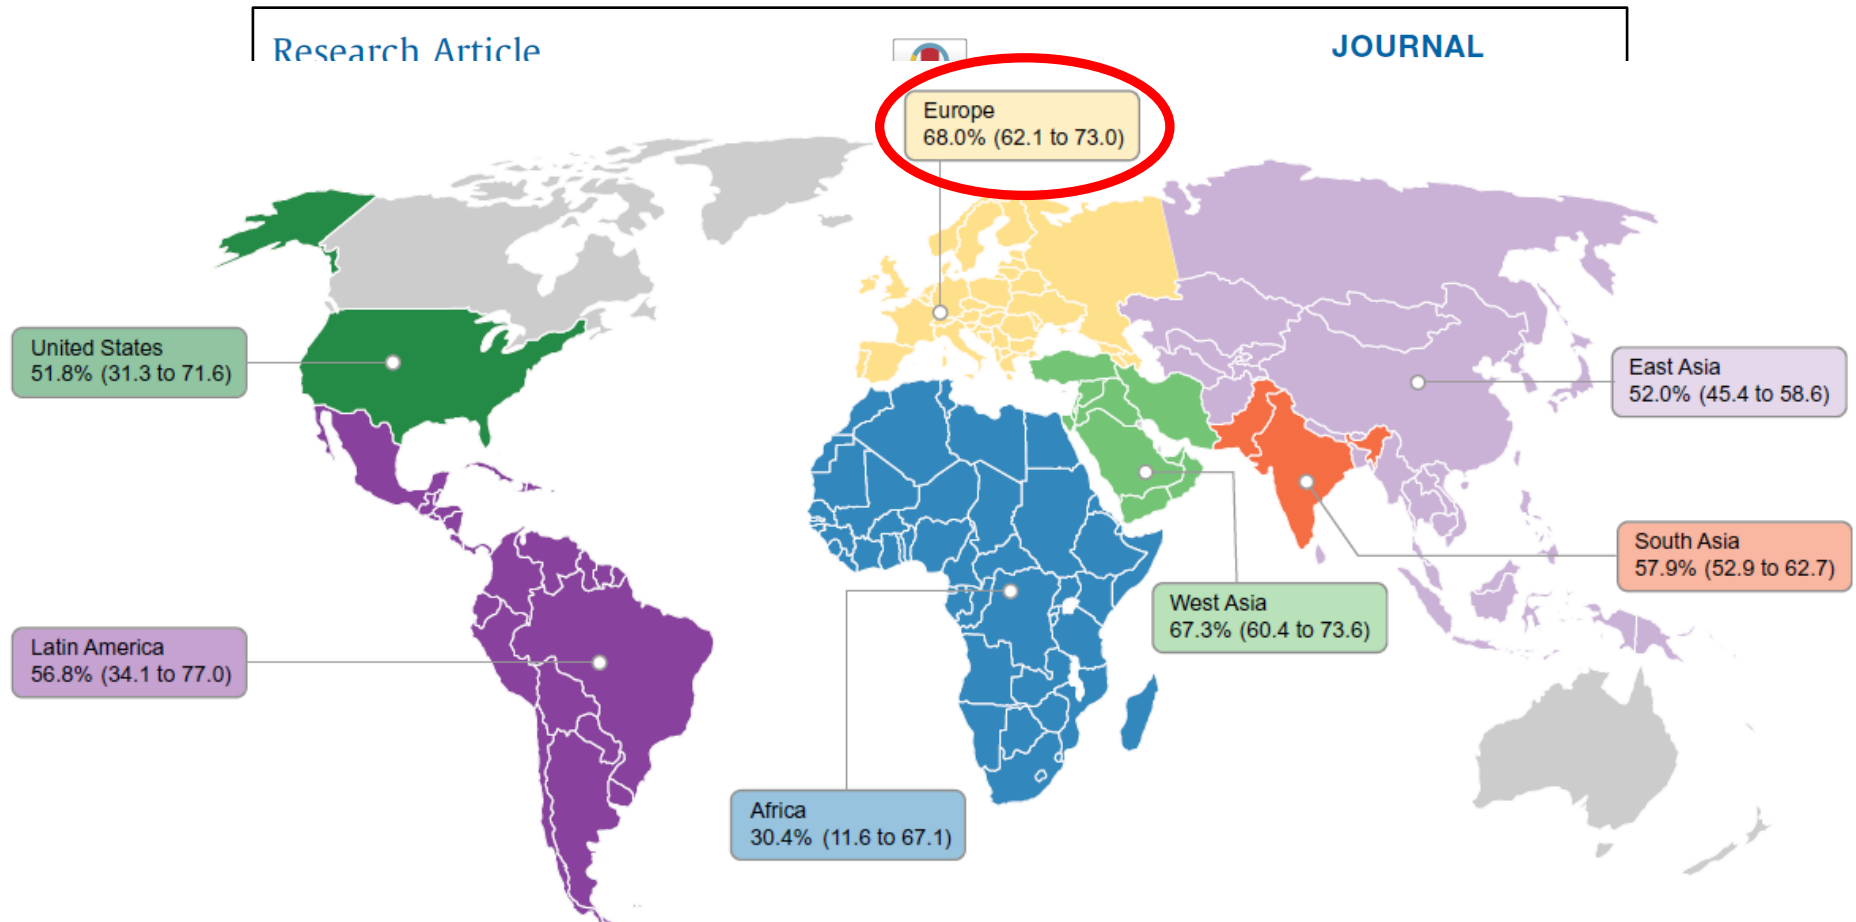 Research Article
JOURNAL
Europe
68.0% (62.1 to 73.0)
United States
51.8% (31.3 to 71.6)
East Asia
52.0% (45.4 to 58.6)
South Asia
57.9% (52.9 to 62.7)
West Asia
67.3% (60.4 to 73.6)
Latin America
56.8% (34.1 to 77.0)
Africa
30.4% (11.6 to 67.1)